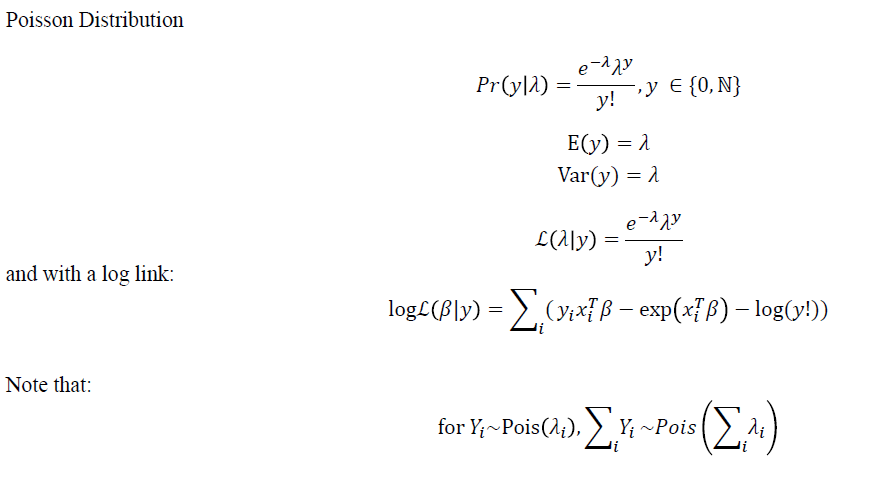 Poisson Distribution
Pr(y|λ) = e^{−λ}λ^y / y!, y ∈ {0, ℕ}
E(y) = λ
Var(y) = λ
ℒ(λ|y) = e^{−λ}λ^y / y!
and with a log link:
logℒ(β|y) = ∑_i (y_i x_i^T β − exp(x_i^T β) − log(y!))
Note that:
for Y_i~Pois(λ_i), ∑_i Y_i ~Pois(∑_i λ_i)